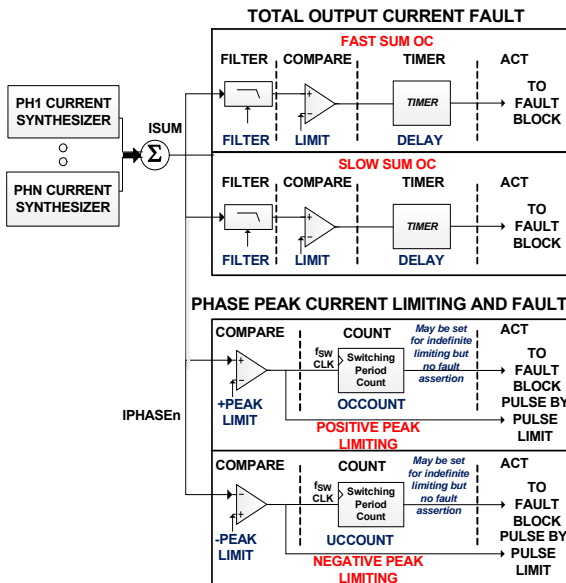 TOTAL OUTPUT CURRENT FAULT
FAST SUM OC
FILTER
COMPARE
TIMER
ACT
PH1 CURRENT
SYNTHESIZER
PHN CURRENT
SYNTHESIZER
ISUM
Σ
+
−
TIMER
TO
FAULT
BLOCK
FILTER
LIMIT
DELAY
SLOW SUM OC
FILTER
COMPARE
TIMER
ACT
+
−
TIMER
TO
FAULT
BLOCK
FILTER
LIMIT
DELAY
PHASE PEAK CURRENT LIMITING AND FAULT
COMPARE
COUNT
May be set
for indefinite
limiting but
no fault
assertion
ACT
+
−
fSW
CLK
Switching
Period
Count
TO
FAULT
BLOCK
PULSE BY
PULSE
LIMIT
+PEAK
LIMIT
OCCOUNT
POSITIVE PEAK
LIMITING
IPHASEn
COMPARE
COUNT
May be set
for indefinite
limiting but
no fault
assertion
ACT
−
+
fSW
CLK
Switching
Period
Count
TO
FAULT
BLOCK
PULSE BY
PULSE
LIMIT
-PEAK
LIMIT
UCCOUNT
NEGATIVE PEAK
LIMITING